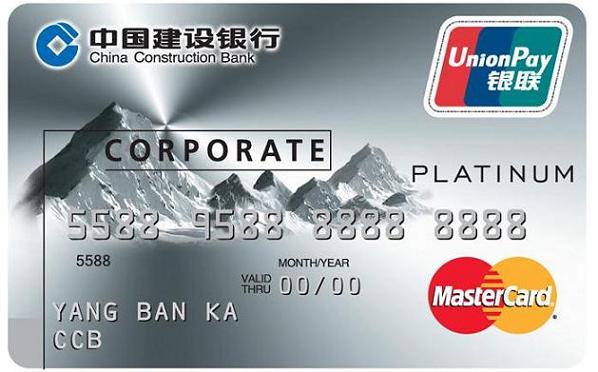 中国建设银行
China Construction Bank
UnionPay
银联
CORPORATE
PLATINUM
5588 9588 8888 8888
5588
MONTH/YEAR
VALID
THRU 00/00
YANG BAN KA
CCB
MasterCard